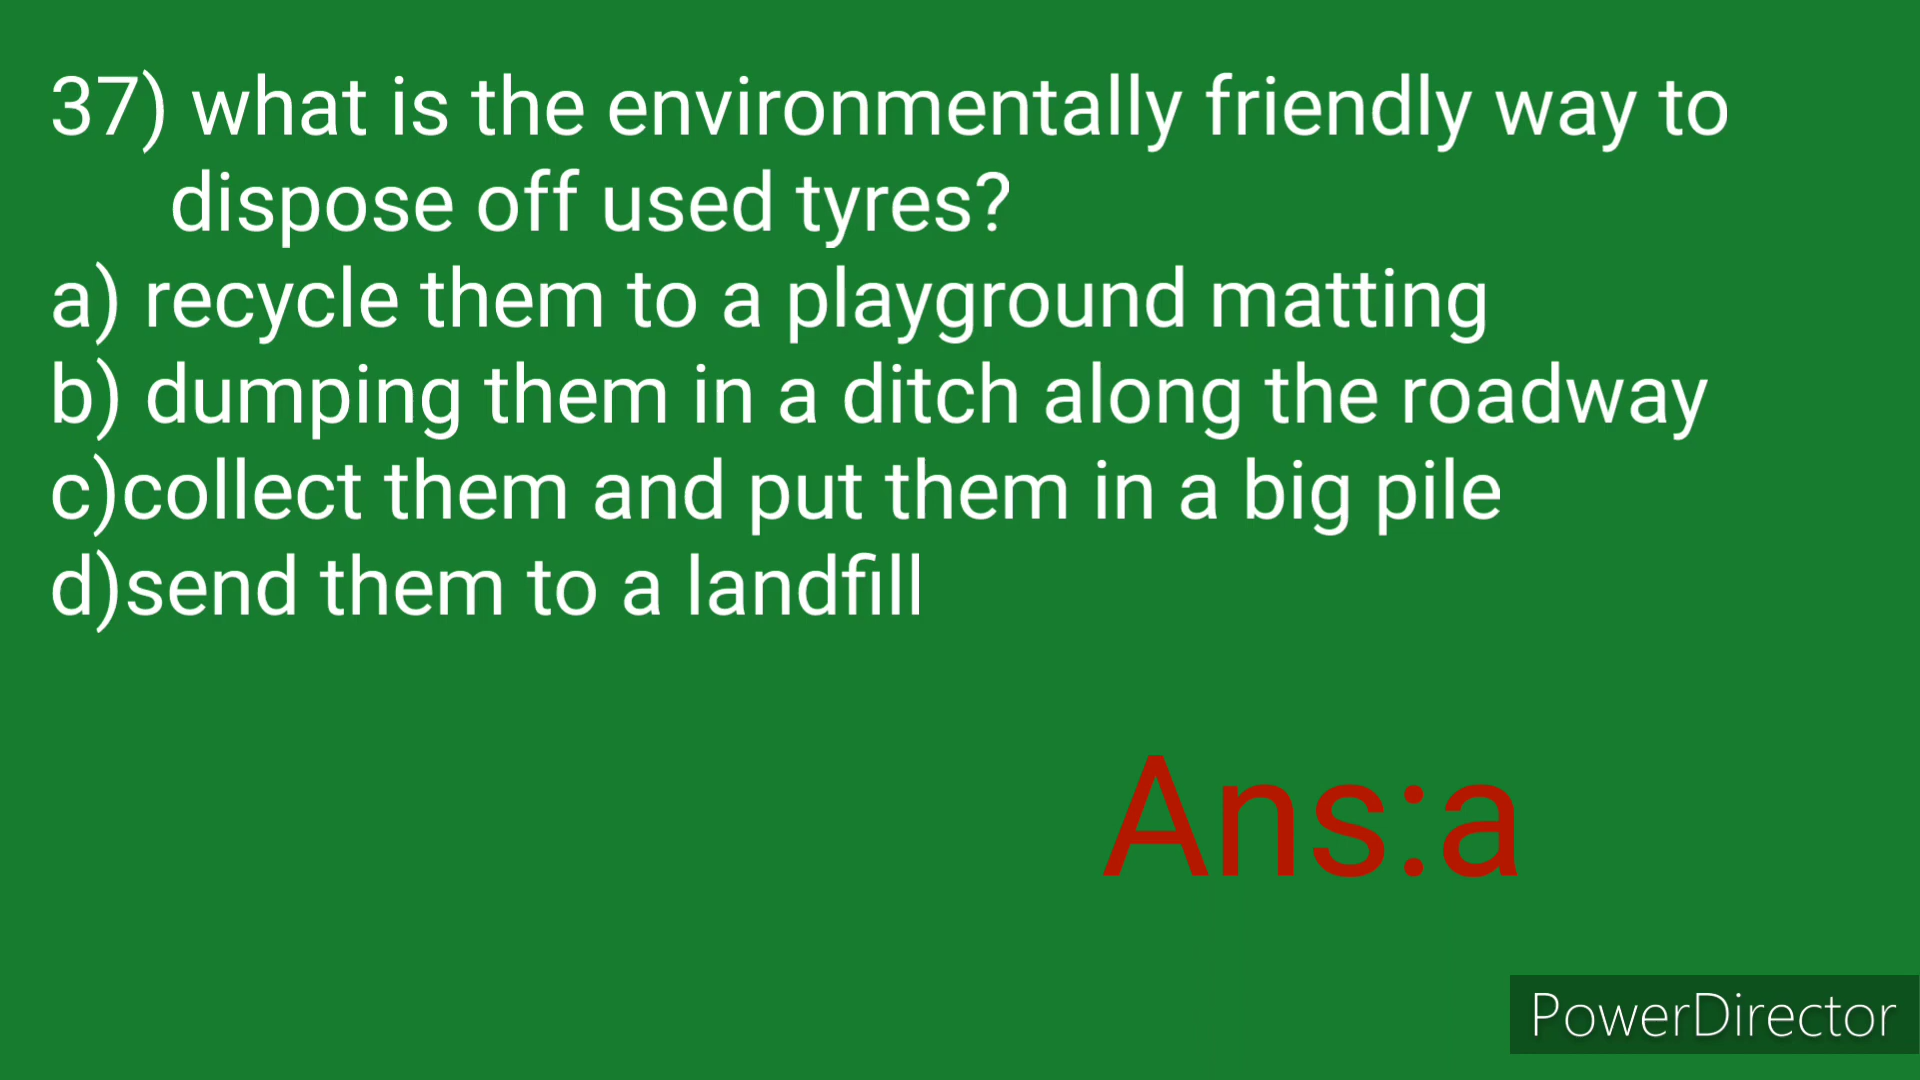 37) what is the environmentally friendly way to
dispose off used tyres?
a) recycle them to a playground matting
b) dumping them in a ditch along the roadway
c)collect them and put them in a big pile
d)send them to a landfill
Ans:a
PowerDirector